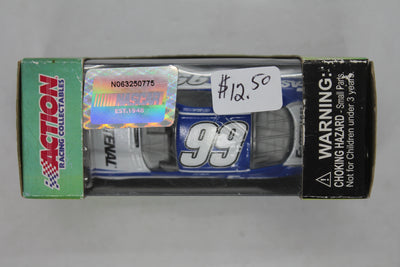 ACTION
RACING COLLECTABLES
N063250775
NASCAR
EST. 1948
$12.50
99
WARNING:
CHOKING HAZARD - Small Parts.
Not for Children under 3 years.